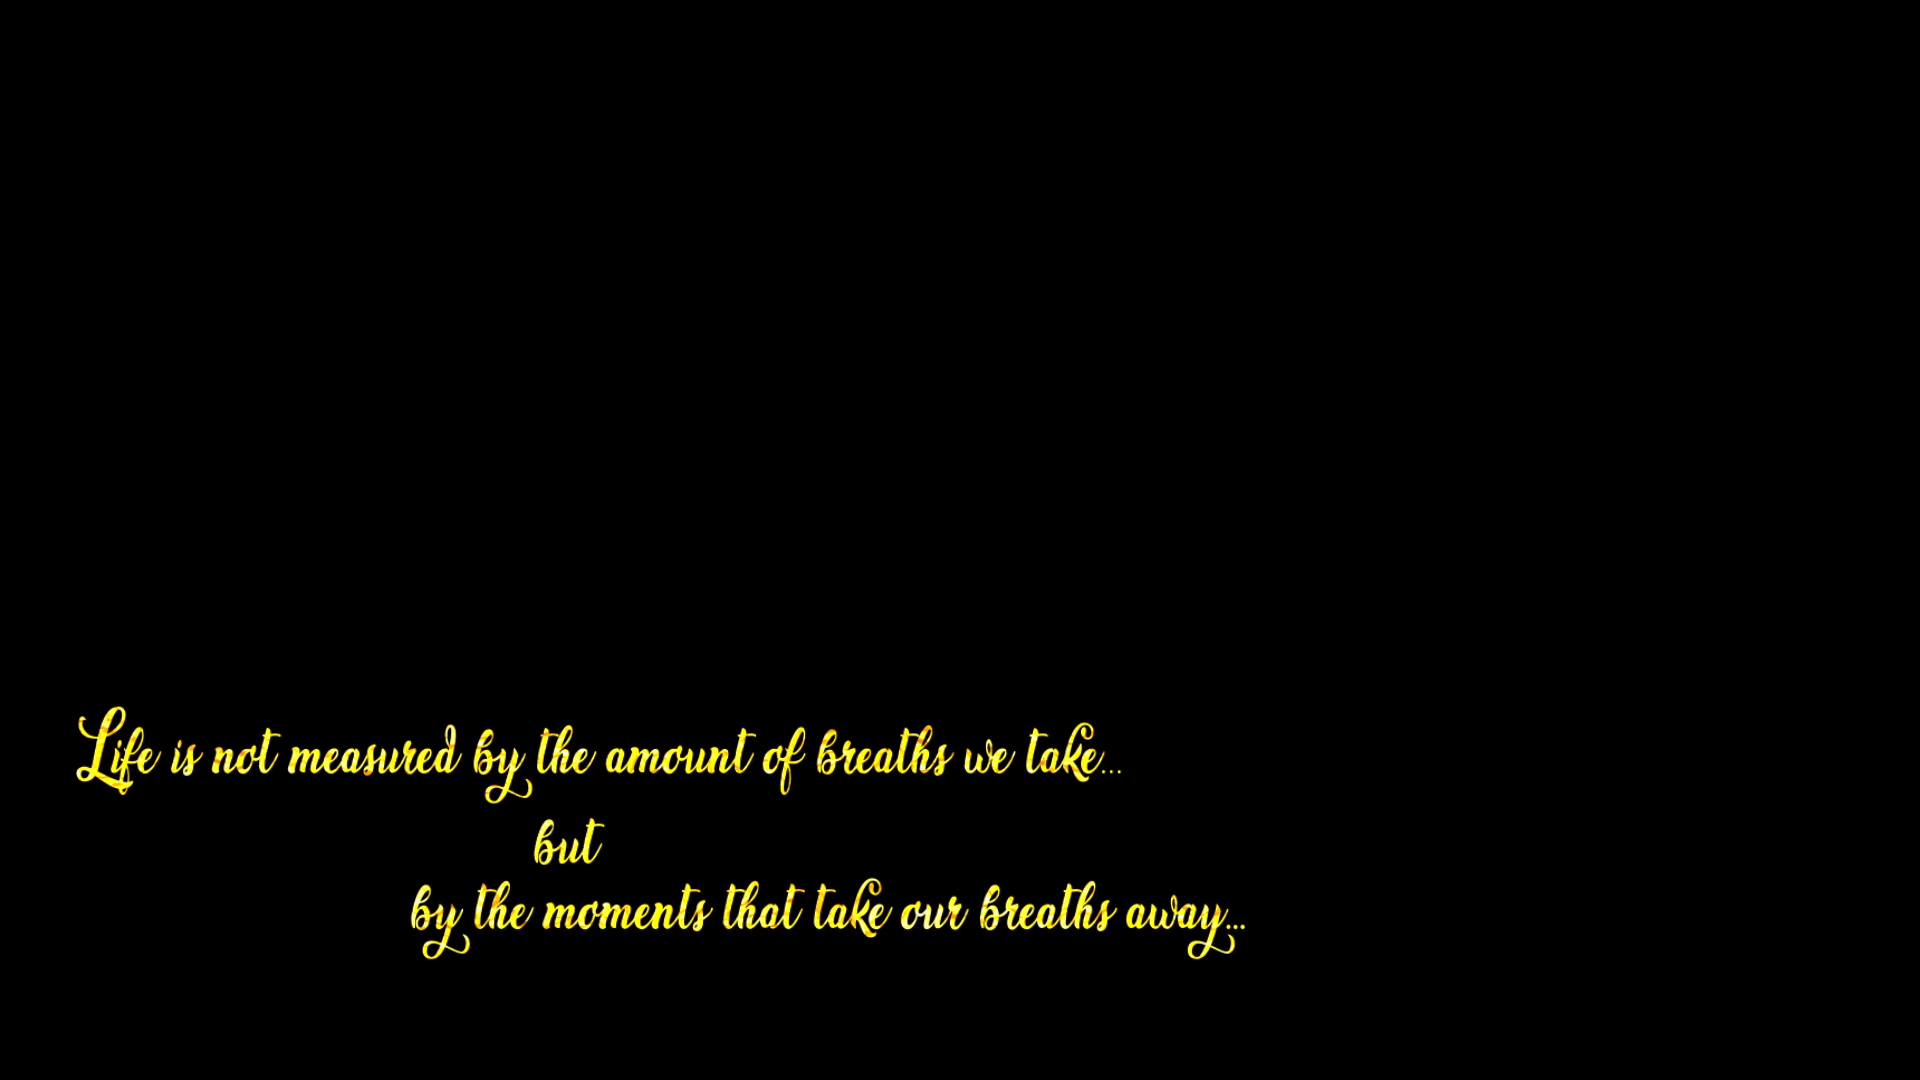 Life is not measured by the amount of breaths we take...
but
by the moments that take our breaths away...